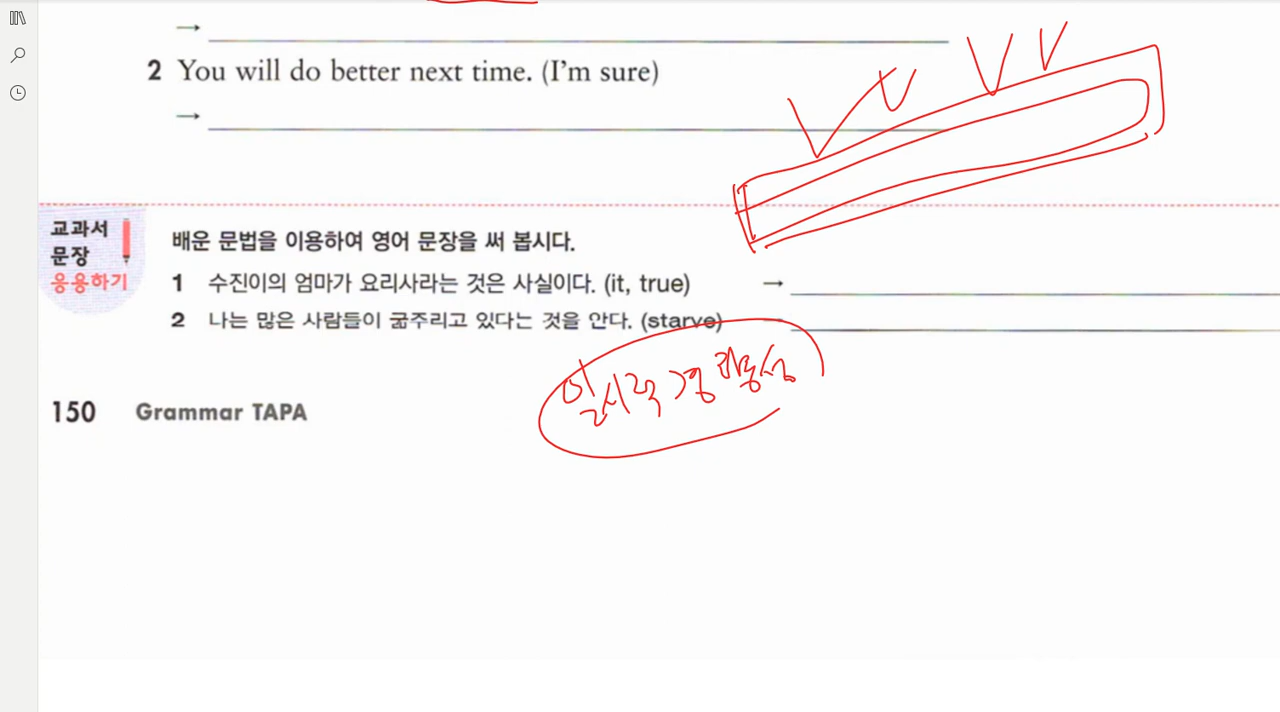 →
2 You will do better next time. (I'm sure)
→
교과서
문장
응용하기
배운 문법을 이용하여 영어 문장을 써 봅시다.
1 수진이의 엄마가 요리사라는 것은 사실이다. (it, true) →
2 나는 많은 사람들이 굶주리고 있다는 것을 안다. (starve)
150 Grammar TAPA